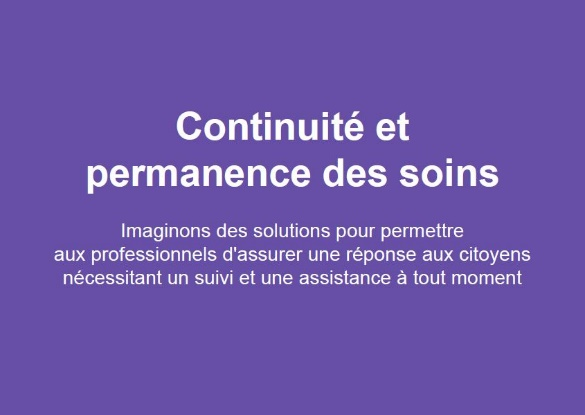 Continuité et
permanence des soins
Imaginons des solutions pour permettre
aux professionnels d'assurer une réponse aux citoyens
nécessitant un suivi et une assistance à tout moment